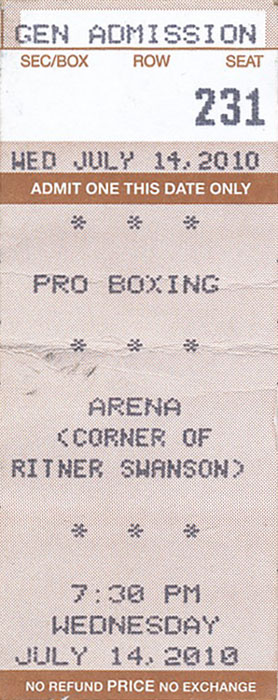 GEN ADMISSION
SEC/BOX ROW SEAT
231
WED JULY 14,2010
ADMIT ONE THIS DATE ONLY
* * *
PRO BOXING
* * *
ARENA
(CORNER OF
RITNER SWANSON)
* * *
7:30 PM
WEDNESDAY
JULY 14,2010
NO REFUND PRICE NO EXCHANGE